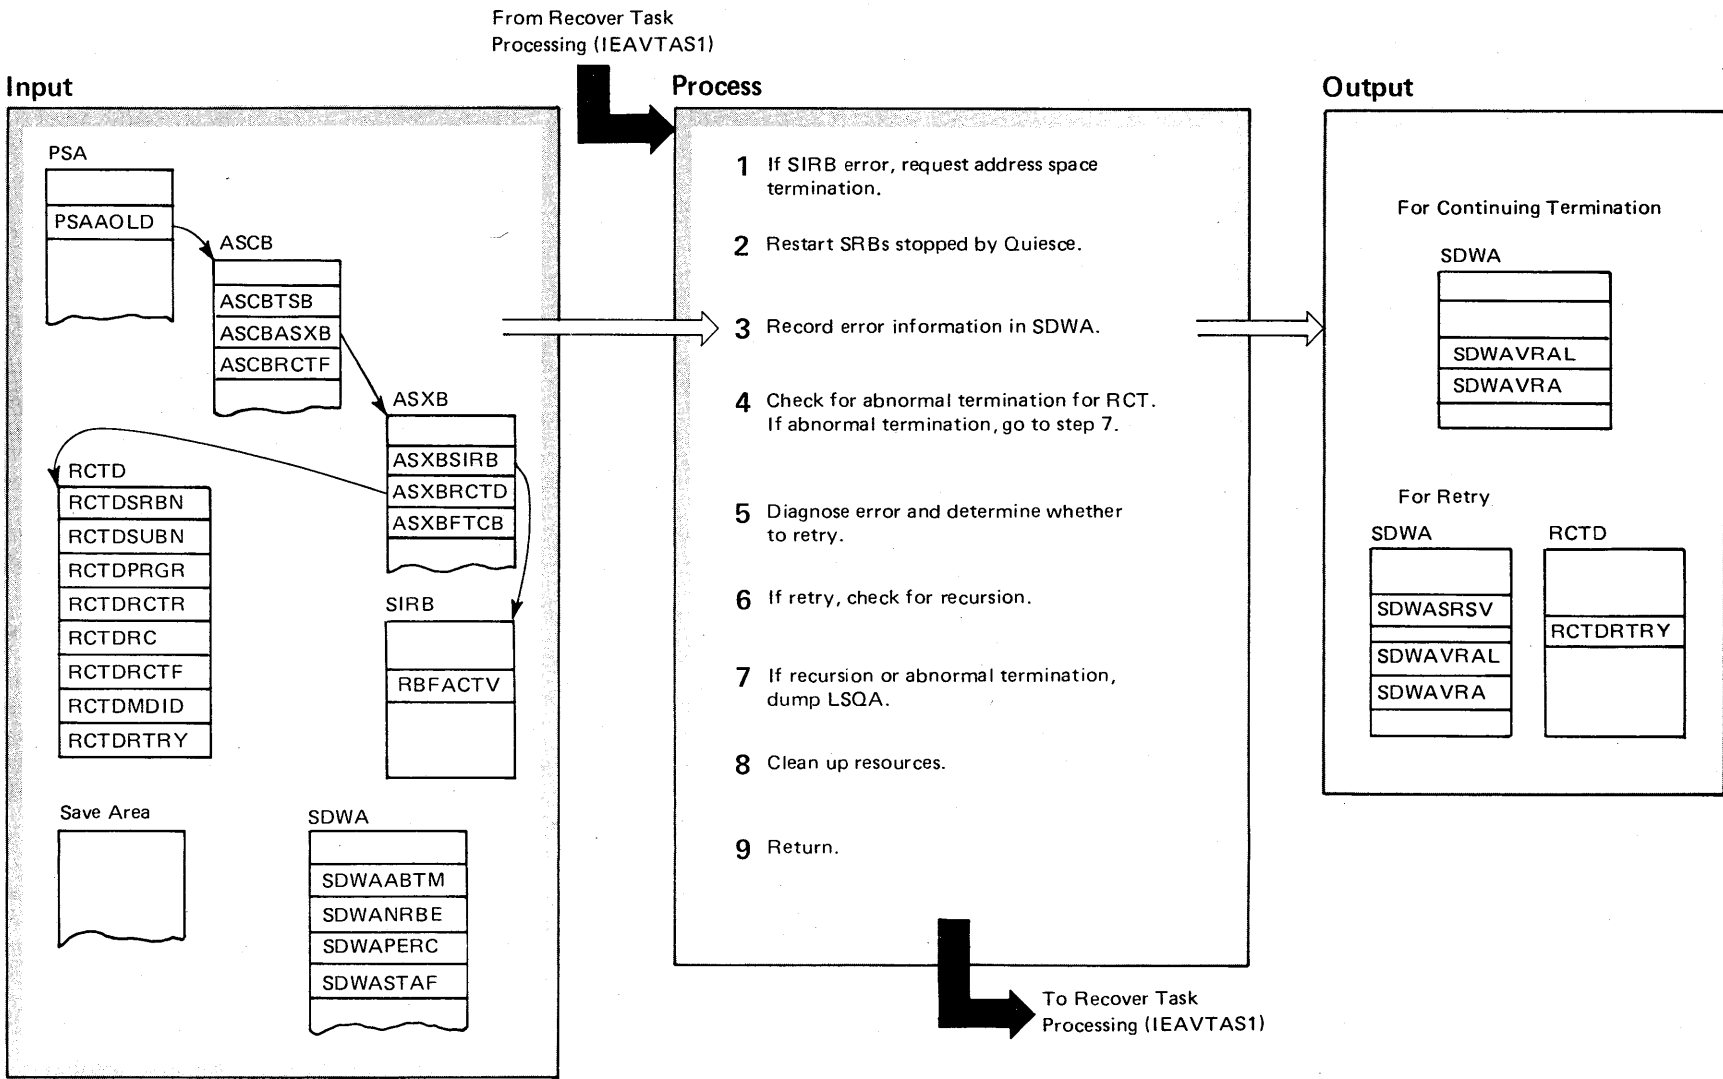 From Recover Task
Processing (IEAVTAS1)
Input
Process
Output
PSA
PSAAOLD
ASCB
ASCBTSB
ASCBASXB
ASCBRCTF
ASXB
ASXBSIRB
ASXBRCTD
ASXBFTCB
RCTD
RCTDSRBN
RCTDSUBN
RCTDPRGR
RCTDRCTR
RCTDRC
RCTDRCTF
RCTDMDID
RCTDRTRY
SIRB
RBFACTV
Save Area
SDWA
SDWAABTM
SDWANRBE
SDWAPERC
SDWASTAF
1 If SIRB error, request address space
termination.
2 Restart SRBs stopped by Quiesce.
3 Record error information in SDWA.
4 Check for abnormal termination for RCT.
If abnormal termination, go to step 7.
5 Diagnose error and determine whether
to retry.
6 If retry, check for recursion.
7 If recursion or abnormal termination,
dump LSQA.
8 Clean up resources.
9 Return.
To Recover Task
Processing (IEAVTAS1)
For Continuing Termination
SDWA
SDWAVRAL
SDWAVRA
For Retry
SDWA
SDWASRSV
SDWAVRAL
SDWAVRA
RCTD
RCTDRTRY